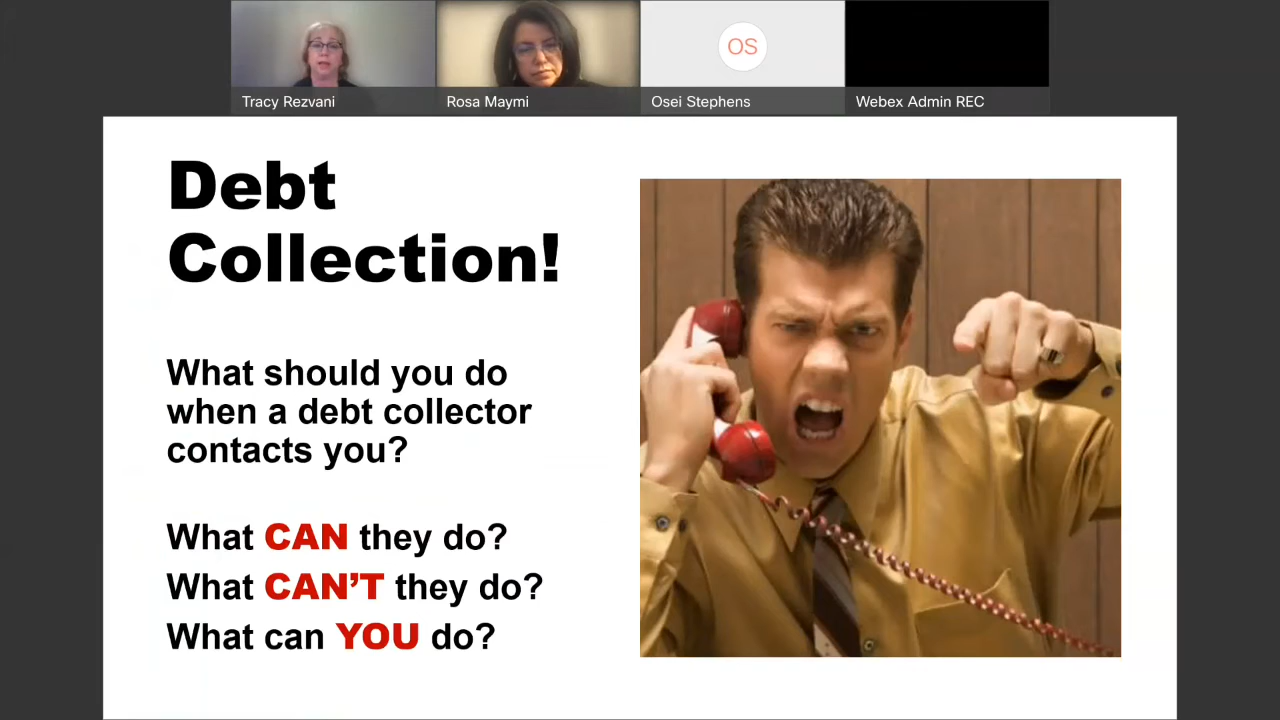 OS
Tracy Rezvani
Rosa Maymi
Osei Stephens
Webex Admin REC
Debt
Collection!
What should you do
when a debt collector
contacts you?
What CAN they do?
What CAN’T they do?
What can YOU do?